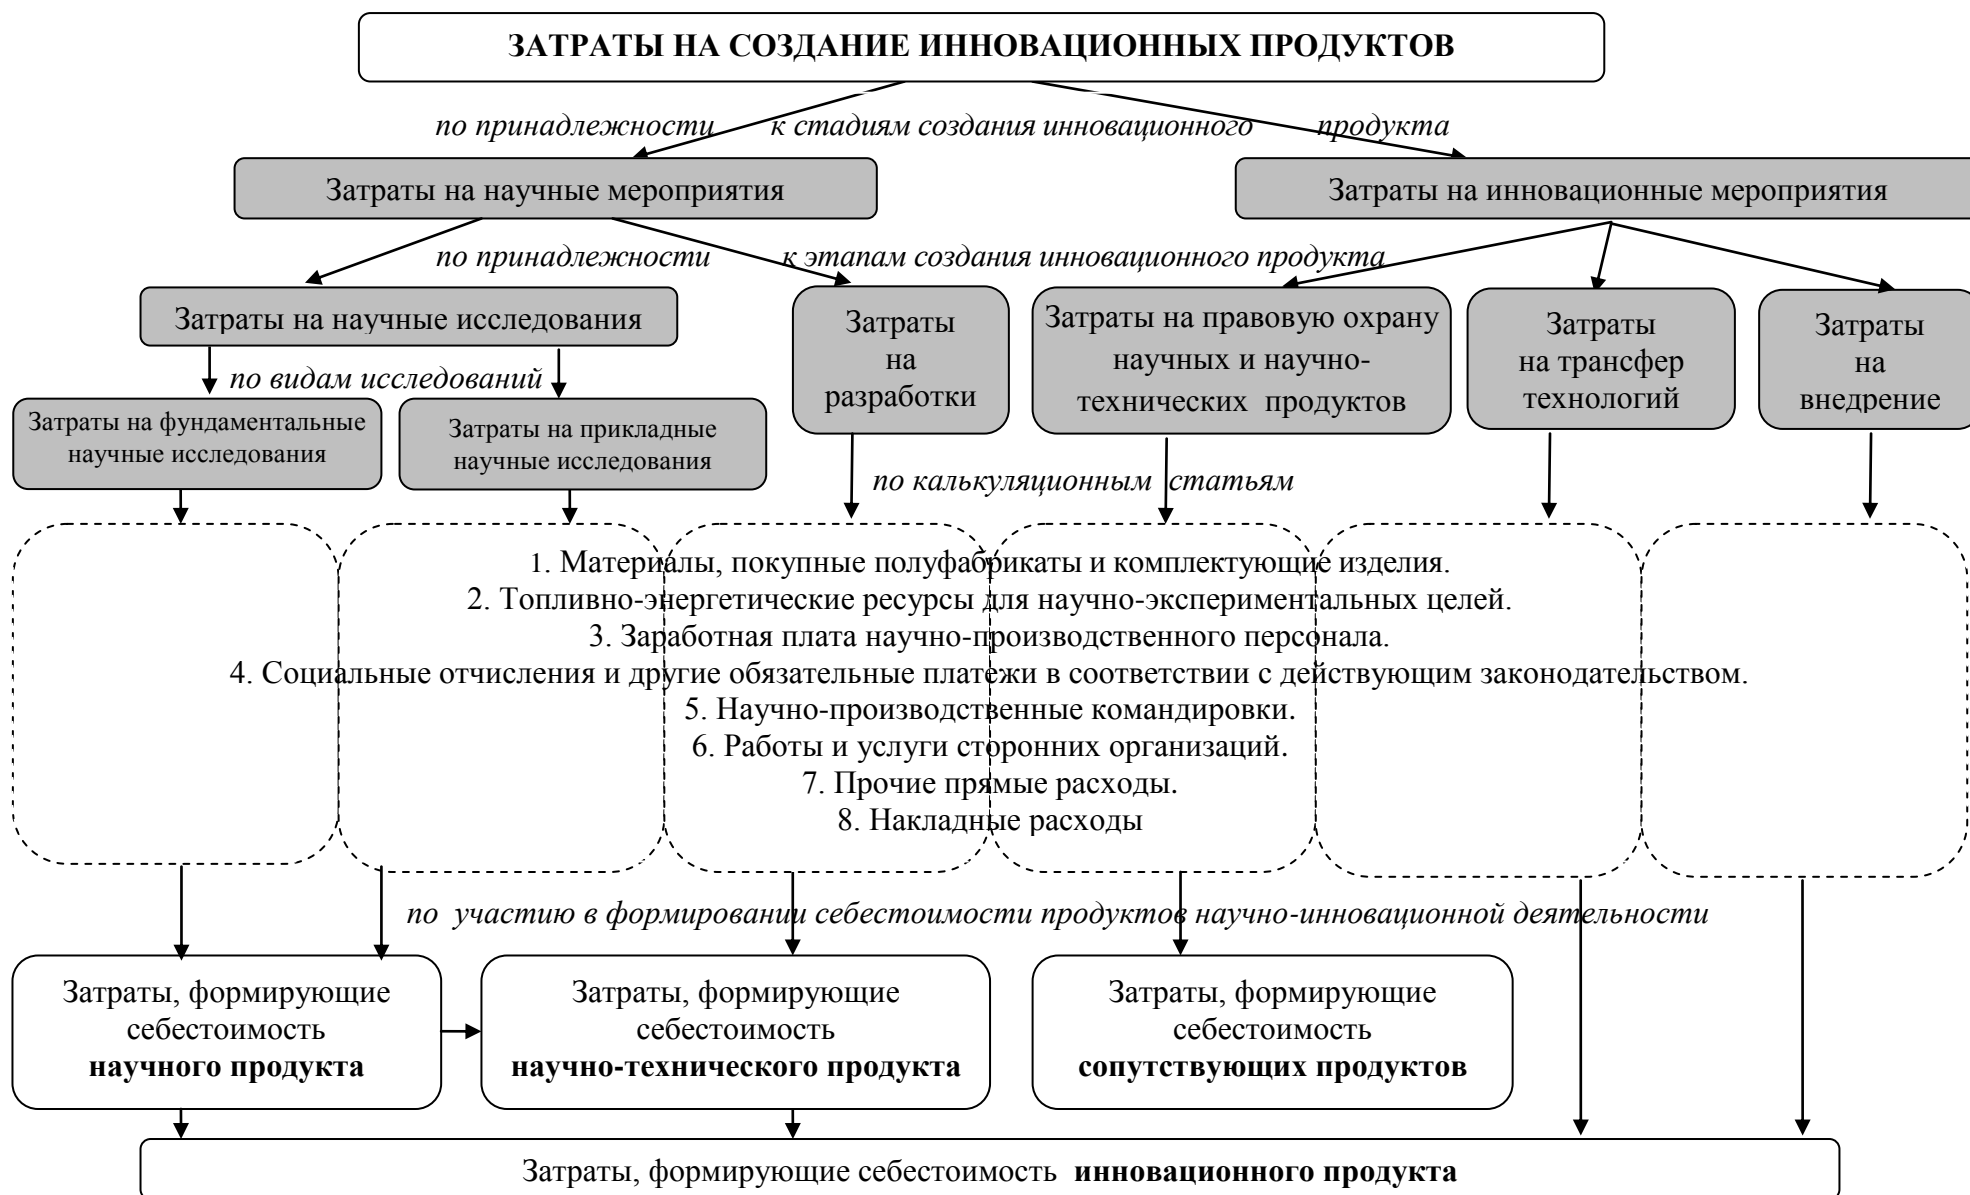 ЗАТРАТЫ НА СОЗДАНИЕ ИННОВАЦИОННЫХ ПРОДУКТОВ
по принадлежности к стадиям создания инновационного продукта
Затраты на научные мероприятия
Затраты на инновационные мероприятия
по принадлежности к этапам создания инновационного продукта
Затраты на научные исследования
Затраты
на
разработки
Затраты на правовую охрану
научных и научно-
технических продуктов
Затраты
на трансфер
технологий
Затраты
на
внедрение
по видам исследований
Затраты на фундаментальные
научные исследования
Затраты на прикладные
научные исследования
по калькуляционным статьям
1. Материалы, покупные полуфабрикаты и комплектующие изделия.
2. Топливно-энергетические ресурсы для научно-экспериментальных целей.
3. Заработная плата научно-производственного персонала.
4. Социальные отчисления и другие обязательные платежи в соответствии с действующим законодательством.
5. Научно-производственные командировки.
6. Работы и услуги сторонних организаций.
7. Прочие прямые расходы.
8. Накладные расходы
по участию в формировании себестоимости продуктов научно-инновационной деятельности
Затраты, формирующие
себестоимость
научного продукта
Затраты, формирующие
себестоимость
научно-технического продукта
Затраты, формирующие
себестоимость
сопутствующих продуктов
Затраты, формирующие себестоимость инновационного продукта